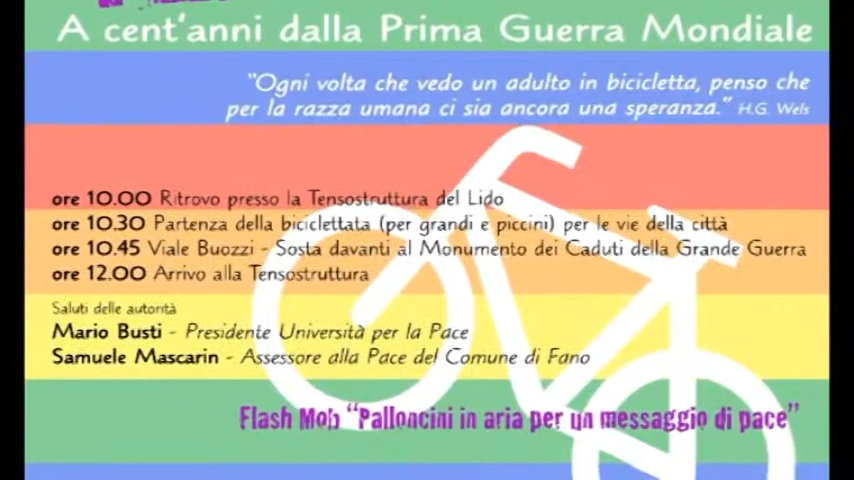 A cent'anni dalla Prima Guerra Mondiale
"Ogni volta che vedo un adulto in bicicletta, penso che
per la razza umana ci sia ancora una speranza." H.G. Wels
ore 10.00 Ritrovo presso la Tensostruttura del Lido
ore 10.30 Partenza della biciclettata (per grandi e piccini) per le vie della città
ore 10.45 Viale Buozzi - Sosta davanti al Monumento dei Caduti della Grande Guerra
ore 12.00 Arrivo alla Tensostruttura
Saluti delle autorità
Mario Busti - Presidente Università per la Pace
Samuele Mascarin - Assessore alla Pace del Comune di Fano
Flash Mob "Palloncini in aria per un messaggio di pace"